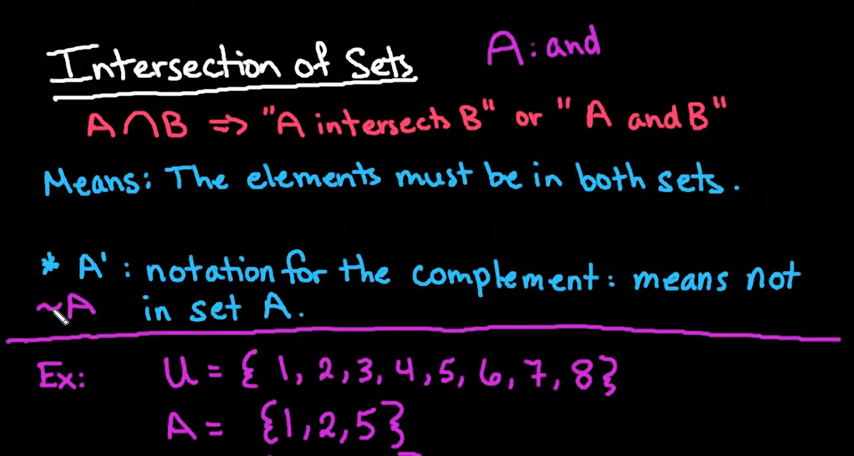 Intersection of Sets
A: and
A∩B ⇒ "A intersects B" or "A and B"
Means: The elements must be in both sets.
* A' : notation for the complement: means not
~A in set A.
Ex: U = { 1, 2, 3, 4, 5, 6, 7, 8}
A = {1, 2, 5}